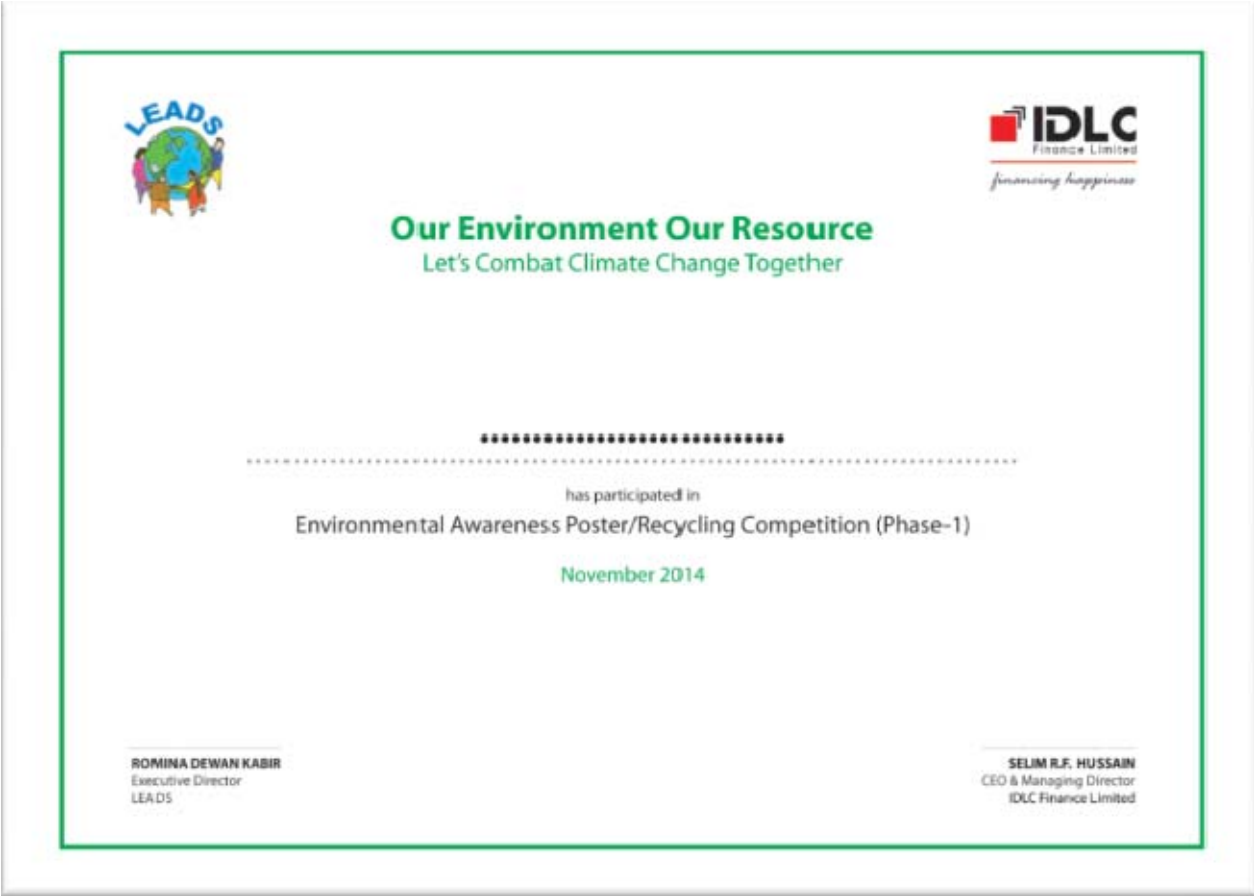 LEADS
IDLC
Finance Limited
financing happiness
Our Environment Our Resource
Let's Combat Climate Change Together
has participated in
Environmental Awareness Poster/Recycling Competition (Phase-1)
November 2014
ROMINA DEWAN KABIR
Executive Director
LEADS
SELIM R.F. HUSSAIN
CEO & Managing Director
IDLC Finance Limited